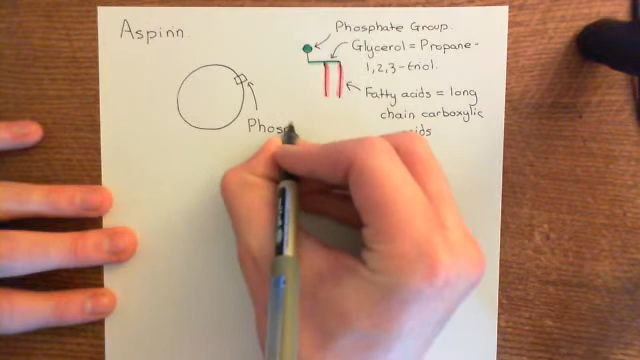 Aspirin.
Phosphate Group.
Glycerol = Propane-
1,2,3-triol.
Fatty acids = long
chain carboxylic
Phos